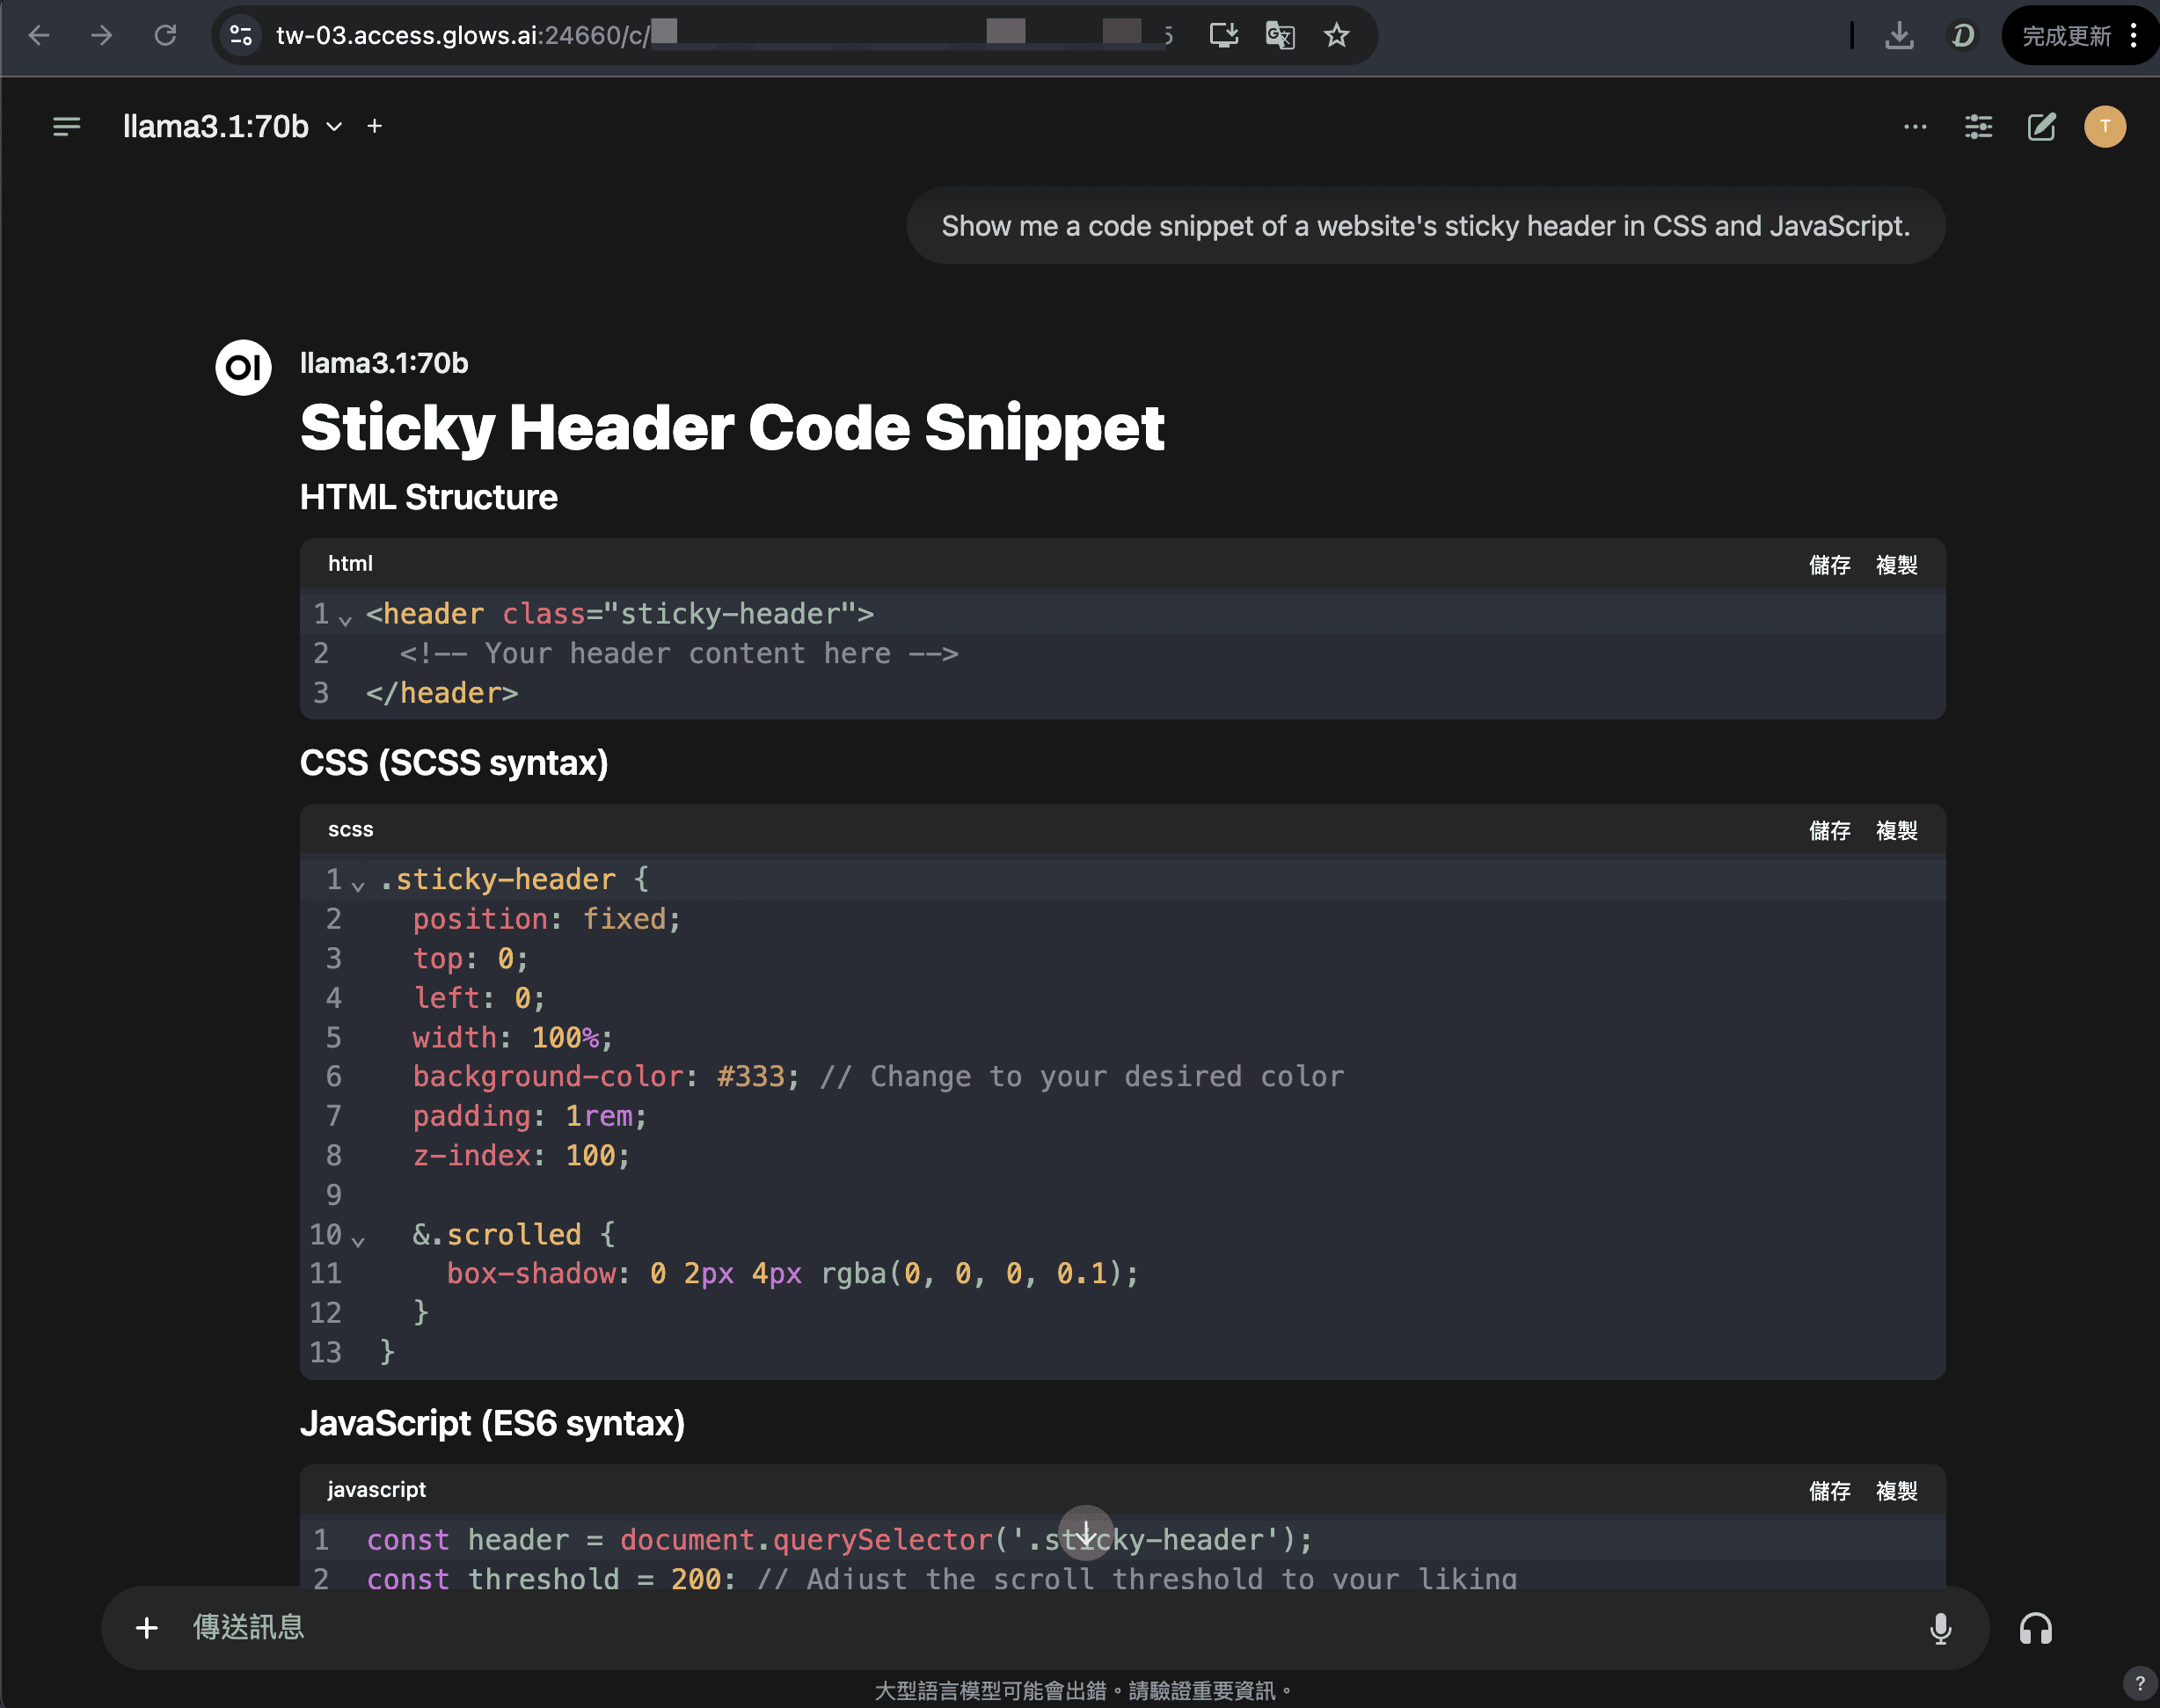 tw-03.access.glows.ai:24660/c/
完成更新
llama3.1:70b
T
Show me a code snippet of a website's sticky header in CSS and JavaScript.
OI
llama3.1:70b
Sticky Header Code Snippet
HTML Structure
html
儲存 複製
1 <header class="sticky-header">
2 <!-- Your header content here -->
3 </header>
CSS (SCSS syntax)
scss
儲存 複製
1 .sticky-header {
2 position: fixed;
3 top: 0;
4 left: 0;
5 width: 100%;
6 background-color: #333; // Change to your desired color
7 padding: 1rem;
8 z-index: 100;
9
10 &.scrolled {
11 box-shadow: 0 2px 4px rgba(0, 0, 0, 0.1);
12 }
13 }
JavaScript (ES6 syntax)
javascript
儲存 複製
1 const header = document.querySelector('.sticky-header');
2 const threshold = 200; // Adjust the scroll threshold to your liking
傳送訊息
大型語言模型可能會出錯。請驗證重要資訊。
?